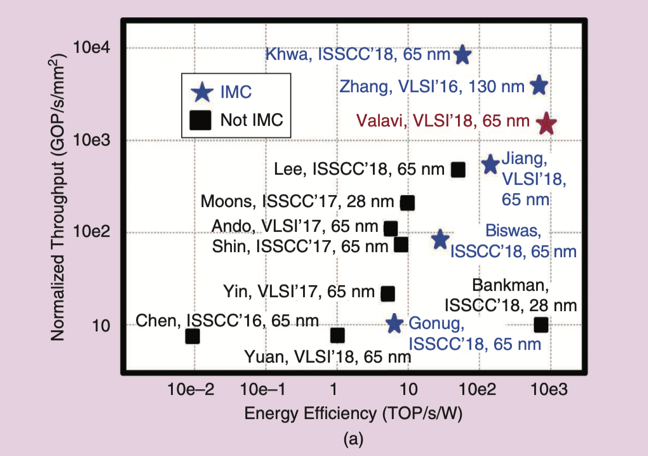 10e4
10e3
10e2
10
Normalized Throughput (GOP/s/mm²)
IMC
Not IMC
Khwa, ISSCC'18, 65 nm
Zhang, VLSI'16, 130 nm
Valavi, VLSI'18, 65 nm
Lee, ISSCC'18, 65 nm
Jiang,
VLSI'18,
65 nm
Moons, ISSCC'17, 28 nm
Ando, VLSI'17, 65 nm
Shin, ISSCC'17, 65 nm
Biswas,
ISSCC'18, 65 nm
Yin, VLSI'17, 65 nm
Bankman,
ISSCC'18, 28 nm
Chen, ISSCC'16, 65 nm
Gonug,
ISSCC'18, 65 nm
Yuan, VLSI'18, 65 nm
10e–2
10e–1
1
10
10e2
10e3
Energy Efficiency (TOP/s/W)
(a)